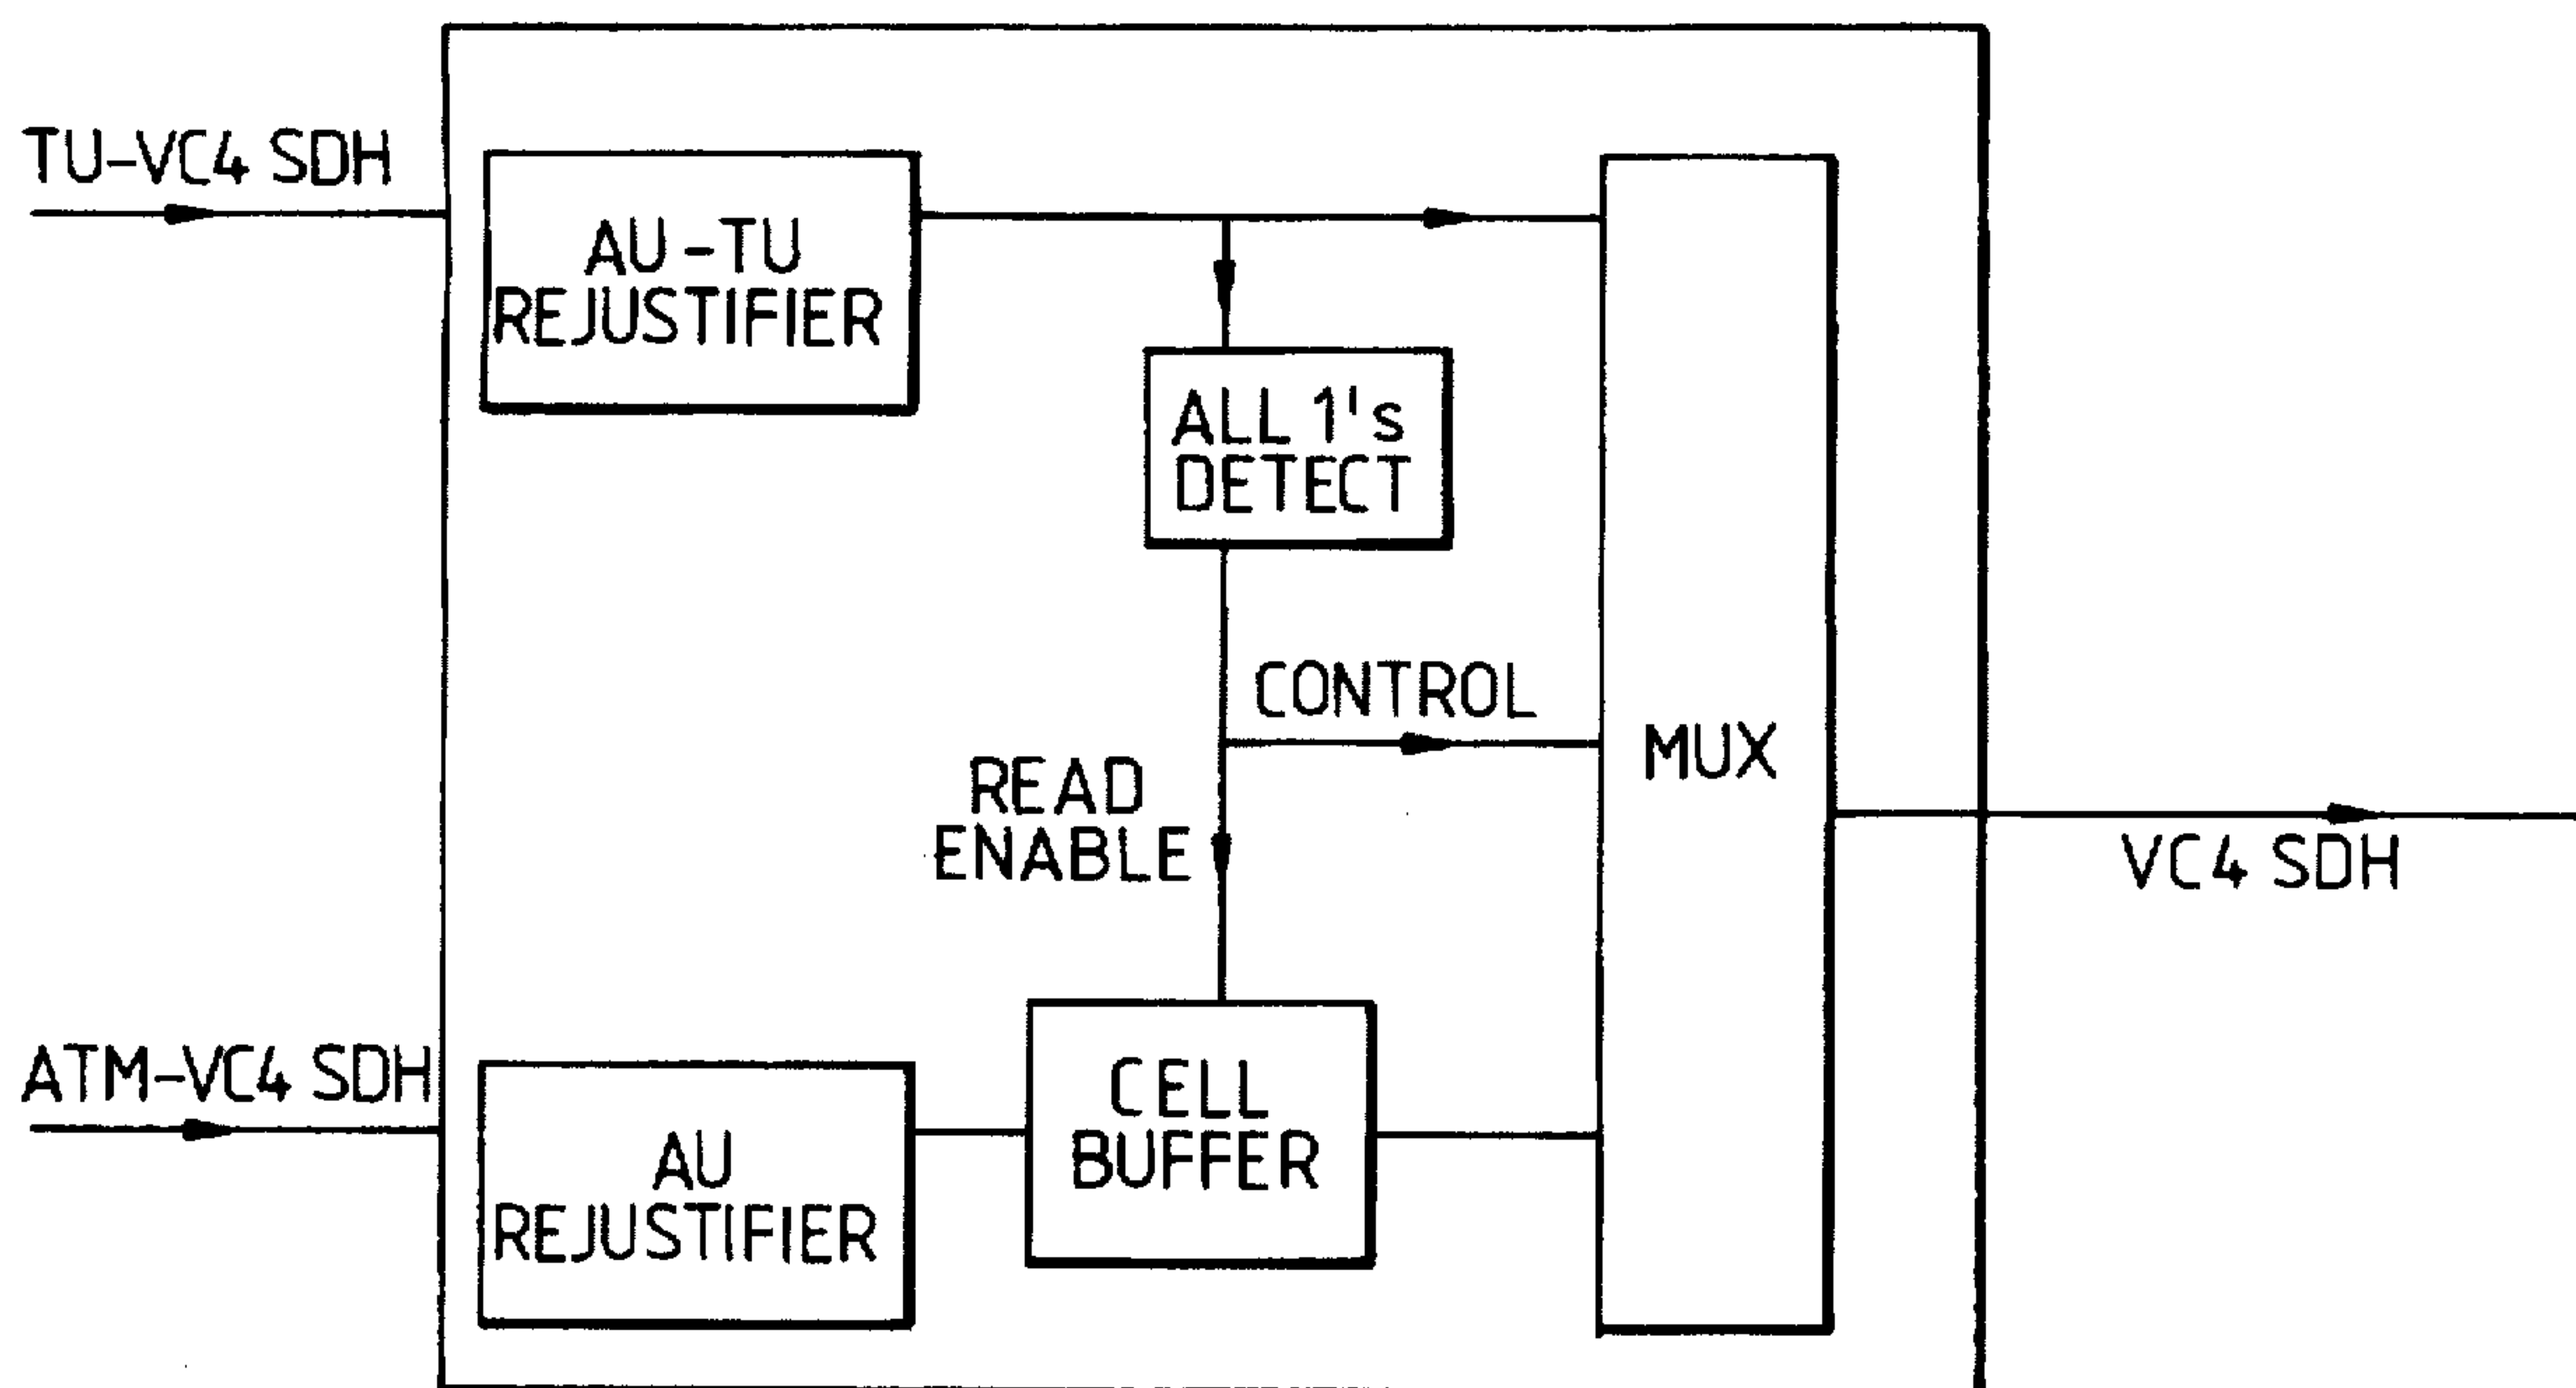 TU-VC4 SDH
AU-TU
REJUSTIFIER
ALL 1's
DETECT
CONTROL
READ
ENABLE
MUX
VC4 SDH
ATM-VC4 SDH
AU
REJUSTIFIER
CELL
BUFFER